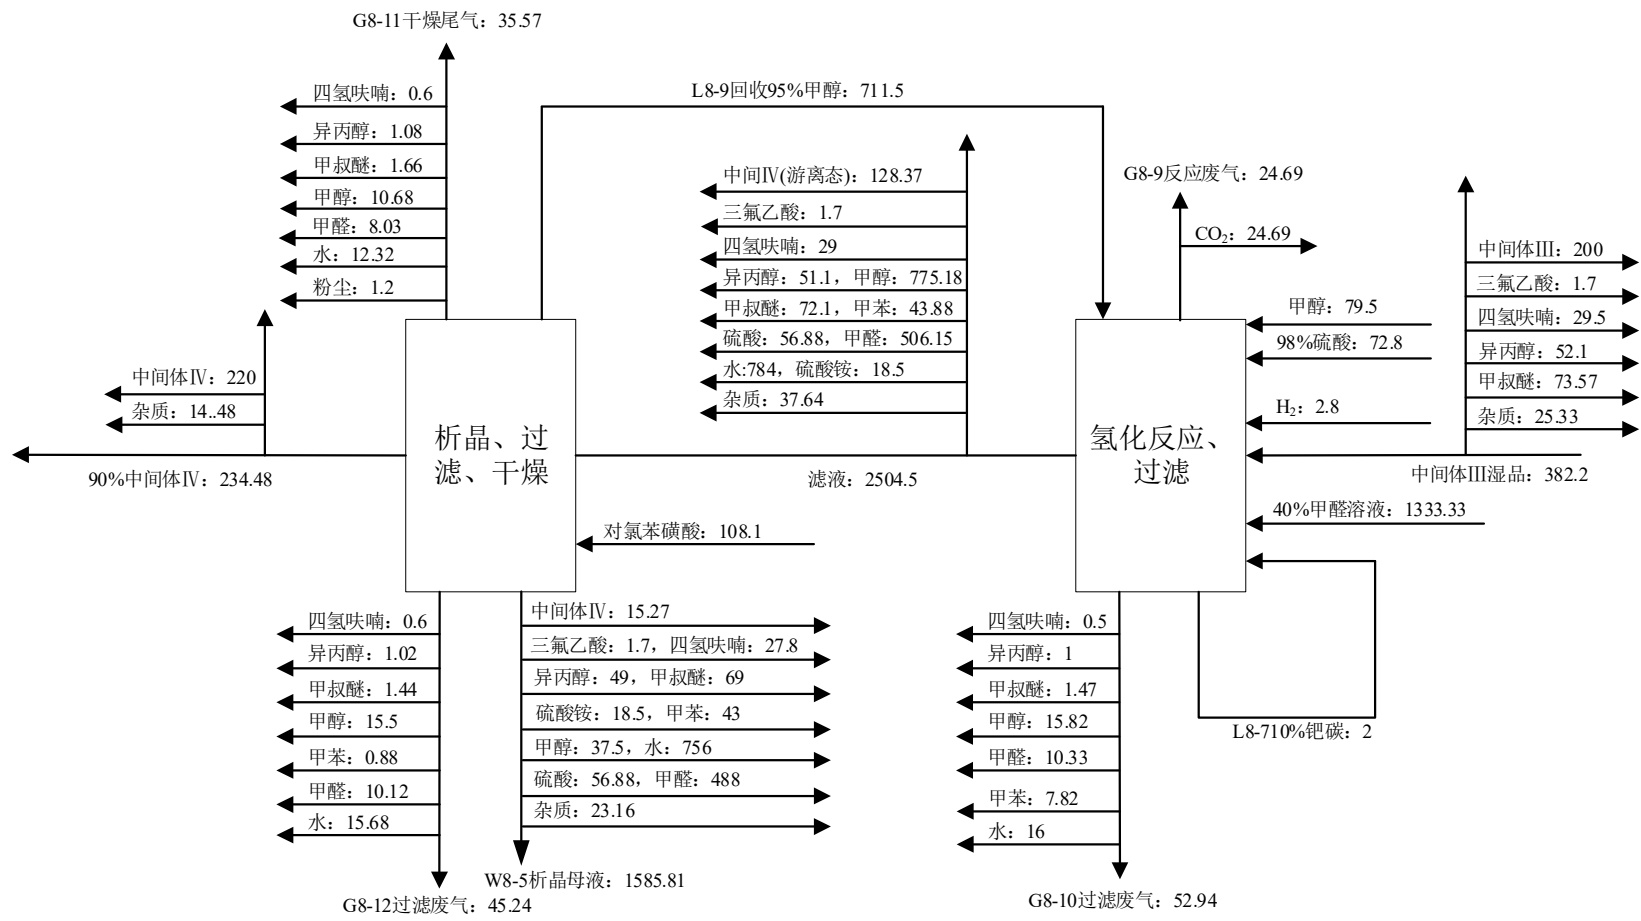 G8-11干燥尾气：35.57
四氢呋喃：0.6
异丙醇：1.08
甲叔醚：1.66
甲醇：10.68
甲醛：8.03
水：12.32
粉尘：1.2
L8-9回收95%甲醇：711.5
中间Ⅳ(游离态)：128.37
三氟乙酸：1.7
四氢呋喃：29
异丙醇：51.1，甲醇：775.18
甲叔醚：72.1，甲苯：43.88
硫酸：56.88，甲醛：506.15
水:784，硫酸铵：18.5
杂质：37.64
G8-9反应废气：24.69
CO₂：24.69
甲醇：79.5
98%硫酸：72.8
H₂：2.8
中间体Ⅲ：200
三氟乙酸：1.7
四氢呋喃：29.5
异丙醇：52.1
甲叔醚：73.57
杂质：25.33
中间体Ⅲ湿品：382.2
40%甲醛溶液：1333.33
中间体Ⅳ：220
杂质：14..48
90%中间体Ⅳ：234.48
析晶、过
滤、干燥
滤液：2504.5
氢化反应、
过滤
对氯苯磺酸：108.1
四氢呋喃：0.6
异丙醇：1.02
甲叔醚：1.44
甲醇：15.5
甲苯：0.88
甲醛：10.12
水：15.68
G8-12过滤废气：45.24
中间体Ⅳ：15.27
三氟乙酸：1.7，四氢呋喃：27.8
异丙醇：49，甲叔醚：69
硫酸铵：18.5，甲苯：43
甲醇：37.5，水：756
硫酸：56.88，甲醛：488
杂质：23.16
W8-5析晶母液：1585.81
四氢呋喃：0.5
异丙醇：1
甲叔醚：1.47
甲醇：15.82
甲醛：10.33
甲苯：7.82
水：16
G8-10过滤废气：52.94
L8-710%钯碳：2